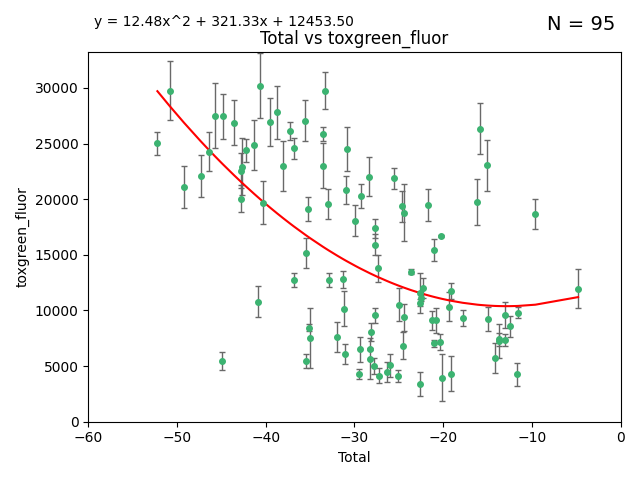 y = 12.48x^2 + 321.33x + 12453.50
N = 95
Total vs toxgreen_fluor
toxgreen_fluor
30000
25000
20000
15000
10000
5000
0
−60 −50 −40 −30 −20 −10 0
Total